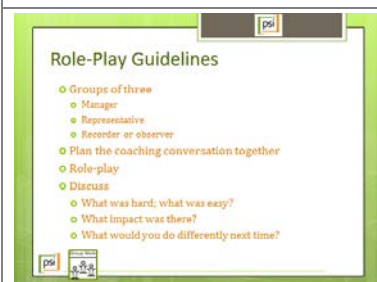 psi
Role-Play Guidelines
Groups of three
Manager
Representative
Recorder or observer
Plan the coaching conversation together
Role-play
Discuss
What was hard; what was easy?
What impact was there?
What would you do differently next time?
psi